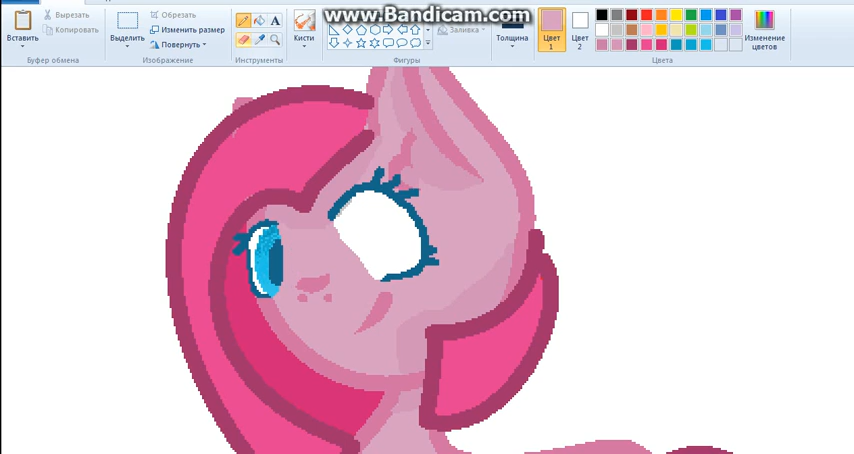 www.Bandicam.com
Вырезать
Копировать
Вставить
Буфер обмена
Выделить
Обрезать
Изменить размер
Повернуть
Изображение
A
Инструменты
Кисти
Заливка
Фигуры
Толщина
Цвет 1
Цвет 2
Цвета
Изменение цветов